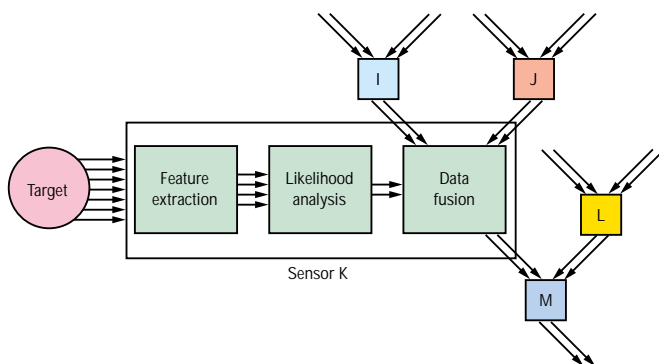 I
J
Target
Feature
extraction
Likelihood
analysis
Data
fusion
L
Sensor K
M